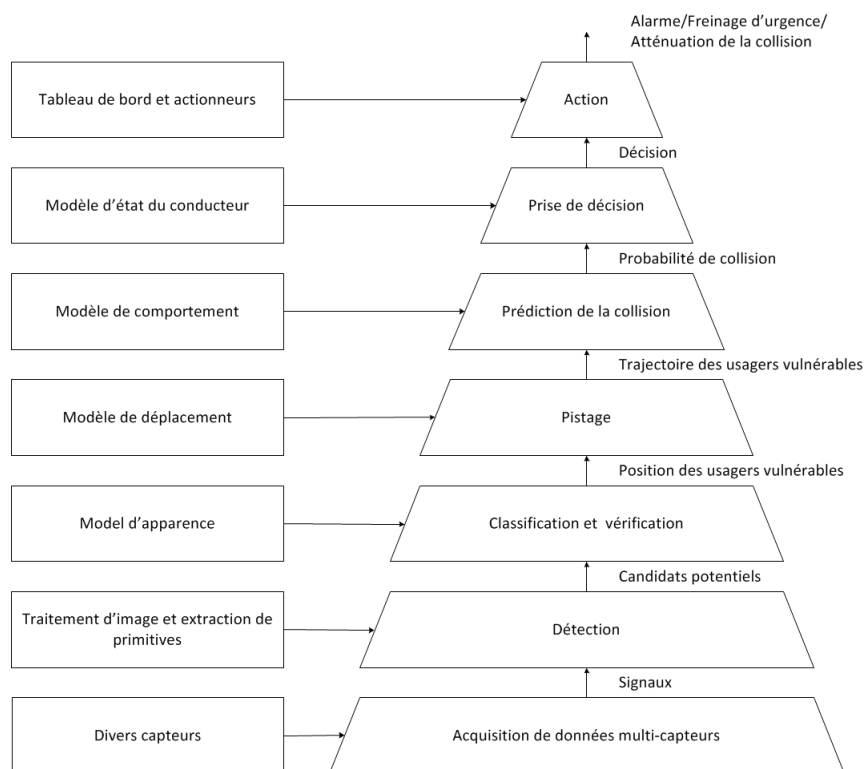 Alarme/Freinage d’urgence/
Atténuation de la collision
Tableau de bord et actionneurs
Action
Décision
Modèle d’état du conducteur
Prise de décision
Probabilité de collision
Modèle de comportement
Prédiction de la collision
Trajectoire des usagers vulnérables
Modèle de déplacement
Pistage
Position des usagers vulnérables
Model d’apparence
Classification et vérification
Candidats potentiels
Traitement d’image et extraction de
primitives
Détection
Signaux
Divers capteurs
Acquisition de données multi-capteurs